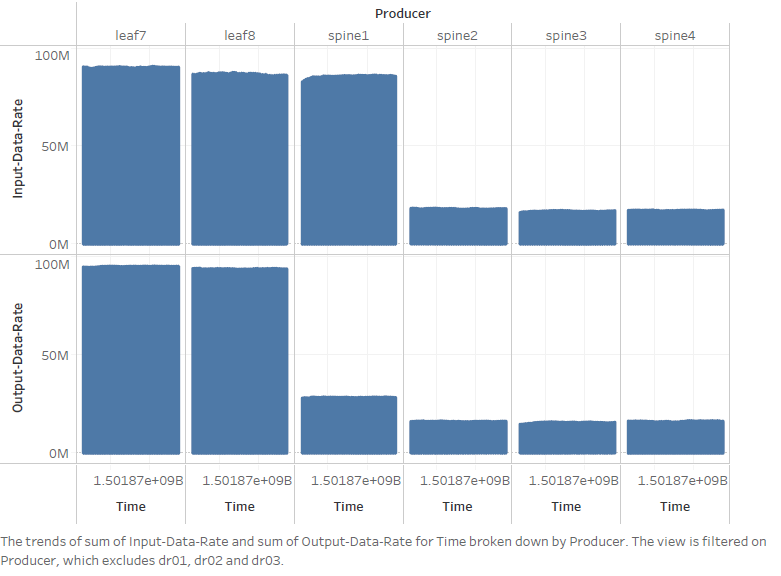 Producer
leaf7 leaf8 spine1 spine2 spine3 spine4
100M
50M
0M
Input-Data-Rate
100M
50M
0M
Output-Data-Rate
1.50187e+09B 1.50187e+09B 1.50187e+09B 1.50187e+09B 1.50187e+09B 1.50187e+09B
Time Time Time Time Time Time
The trends of sum of Input-Data-Rate and sum of Output-Data-Rate for Time broken down by Producer. The view is filtered on
Producer, which excludes dr01, dr02 and dr03.